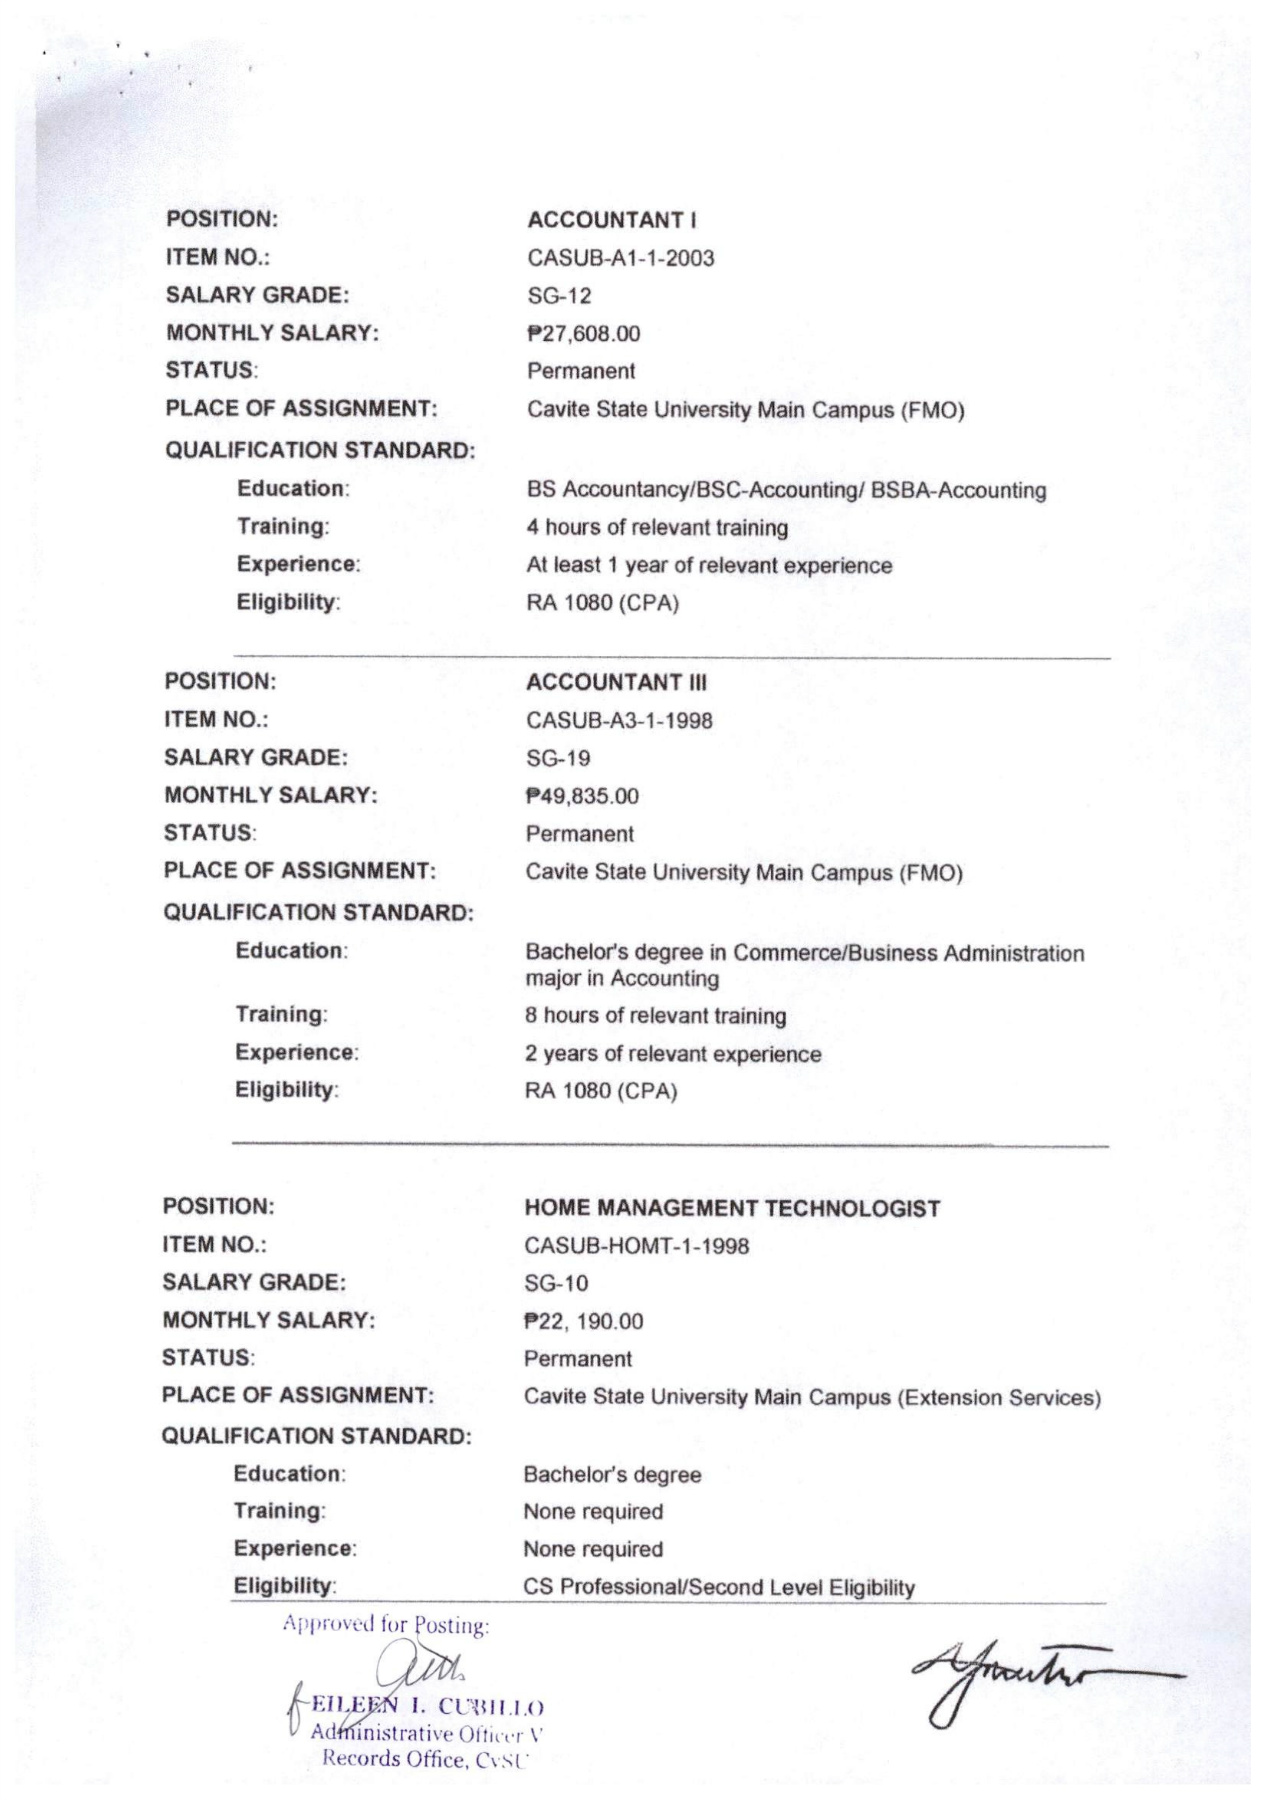 POSITION: ACCOUNTANT I
ITEM NO.: CASUB-A1-1-2003
SALARY GRADE: SG-12
MONTHLY SALARY: ₱27,608.00
STATUS: Permanent
PLACE OF ASSIGNMENT: Cavite State University Main Campus (FMO)
QUALIFICATION STANDARD:
Education: BS Accountancy/BSC-Accounting/ BSBA-Accounting
Training: 4 hours of relevant training
Experience: At least 1 year of relevant experience
Eligibility: RA 1080 (CPA)
POSITION: ACCOUNTANT III
ITEM NO.: CASUB-A3-1-1998
SALARY GRADE: SG-19
MONTHLY SALARY: ₱49,835.00
STATUS: Permanent
PLACE OF ASSIGNMENT: Cavite State University Main Campus (FMO)
QUALIFICATION STANDARD:
Education: Bachelor's degree in Commerce/Business Administration
major in Accounting
Training: 8 hours of relevant training
Experience: 2 years of relevant experience
Eligibility: RA 1080 (CPA)
POSITION: HOME MANAGEMENT TECHNOLOGIST
ITEM NO.: CASUB-HOMT-1-1998
SALARY GRADE: SG-10
MONTHLY SALARY: ₱22, 190.00
STATUS: Permanent
PLACE OF ASSIGNMENT: Cavite State University Main Campus (Extension Services)
QUALIFICATION STANDARD:
Education: Bachelor's degree
Training: None required
Experience: None required
Eligibility: CS Professional/Second Level Eligibility
Approved for Posting:
EILEEN I. CUBILLO
Administrative Officer V
Records Office, CvSU